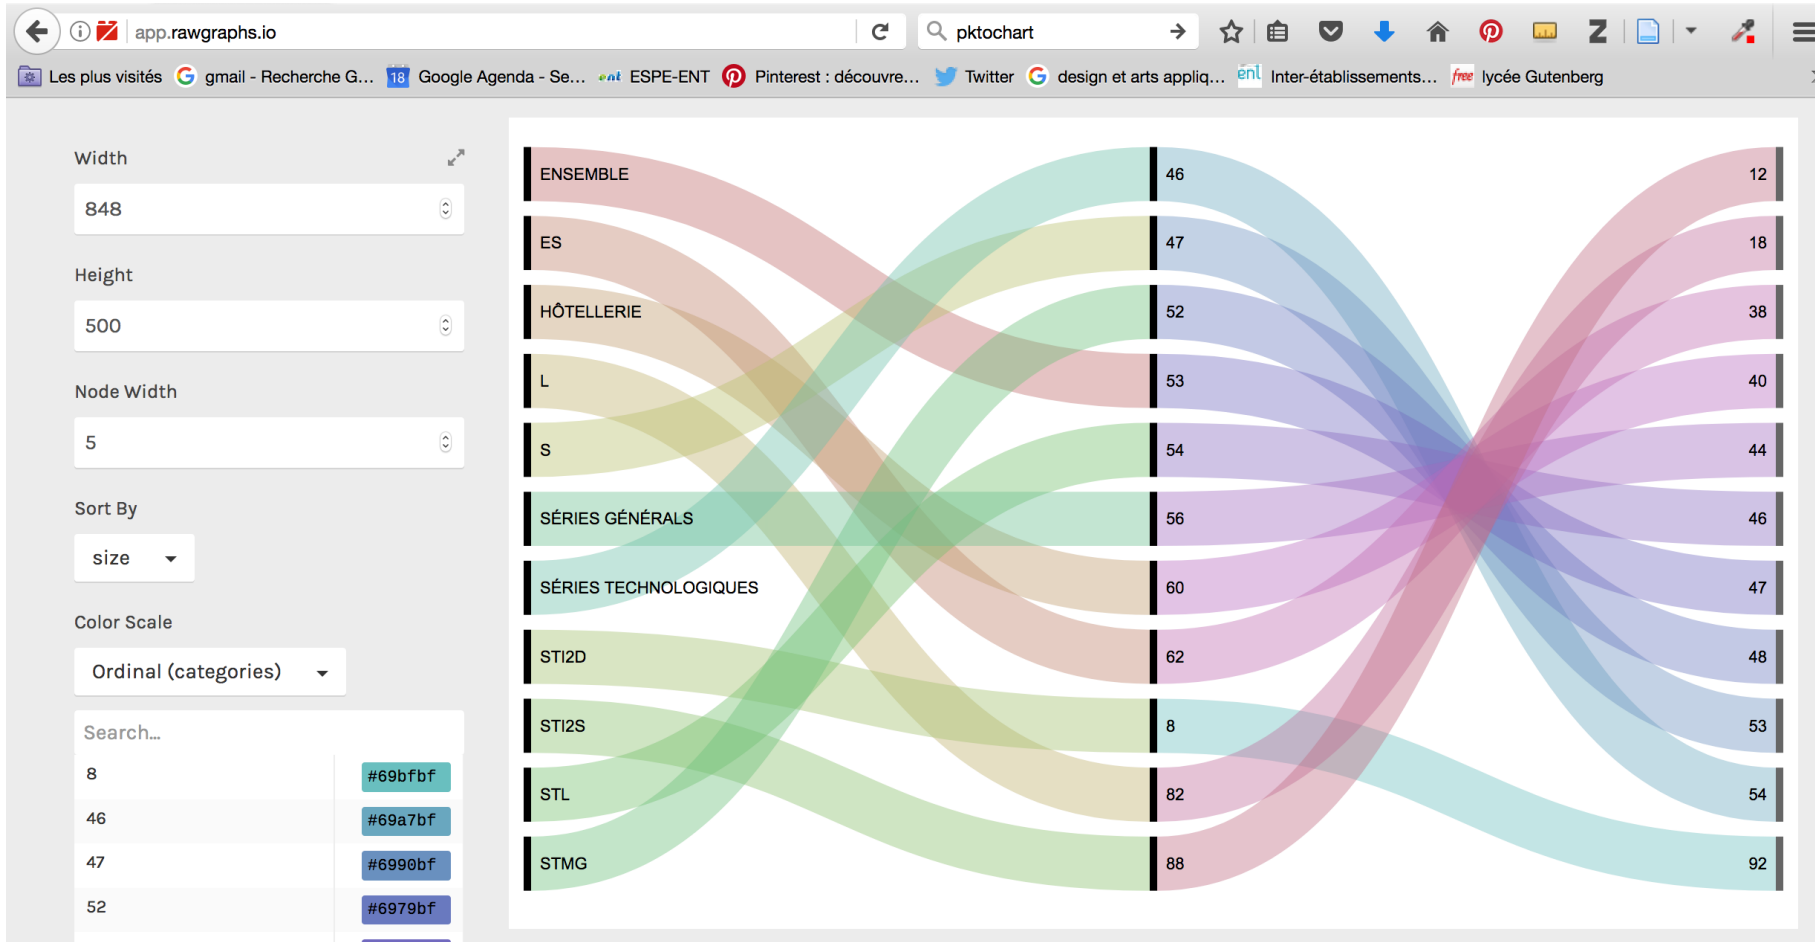 app.rawgraphs.io
pktochart
Les plus visités
gmail - Recherche G...
18
Google Agenda - Se...
ent
ESPE-ENT
Pinterest : découvre...
Twitter
design et arts appliq...
enl
Inter-établissements...
free
lycée Gutenberg
Width
848
Height
500
Node Width
5
Sort By
size
Color Scale
Ordinal (categories)
Search...
8 #69bfbf
46 #69a7bf
47 #6990bf
52 #6979bf
ENSEMBLE 46 12
ES 47 18
HÔTELLERIE 52 38
L 53 40
S 54 44
SÉRIES GÉNÉRALS 56 46
SÉRIES TECHNOLOGIQUES 60 47
STI2D 62 48
STI2S 8 53
STL 82 54
STMG 88 92